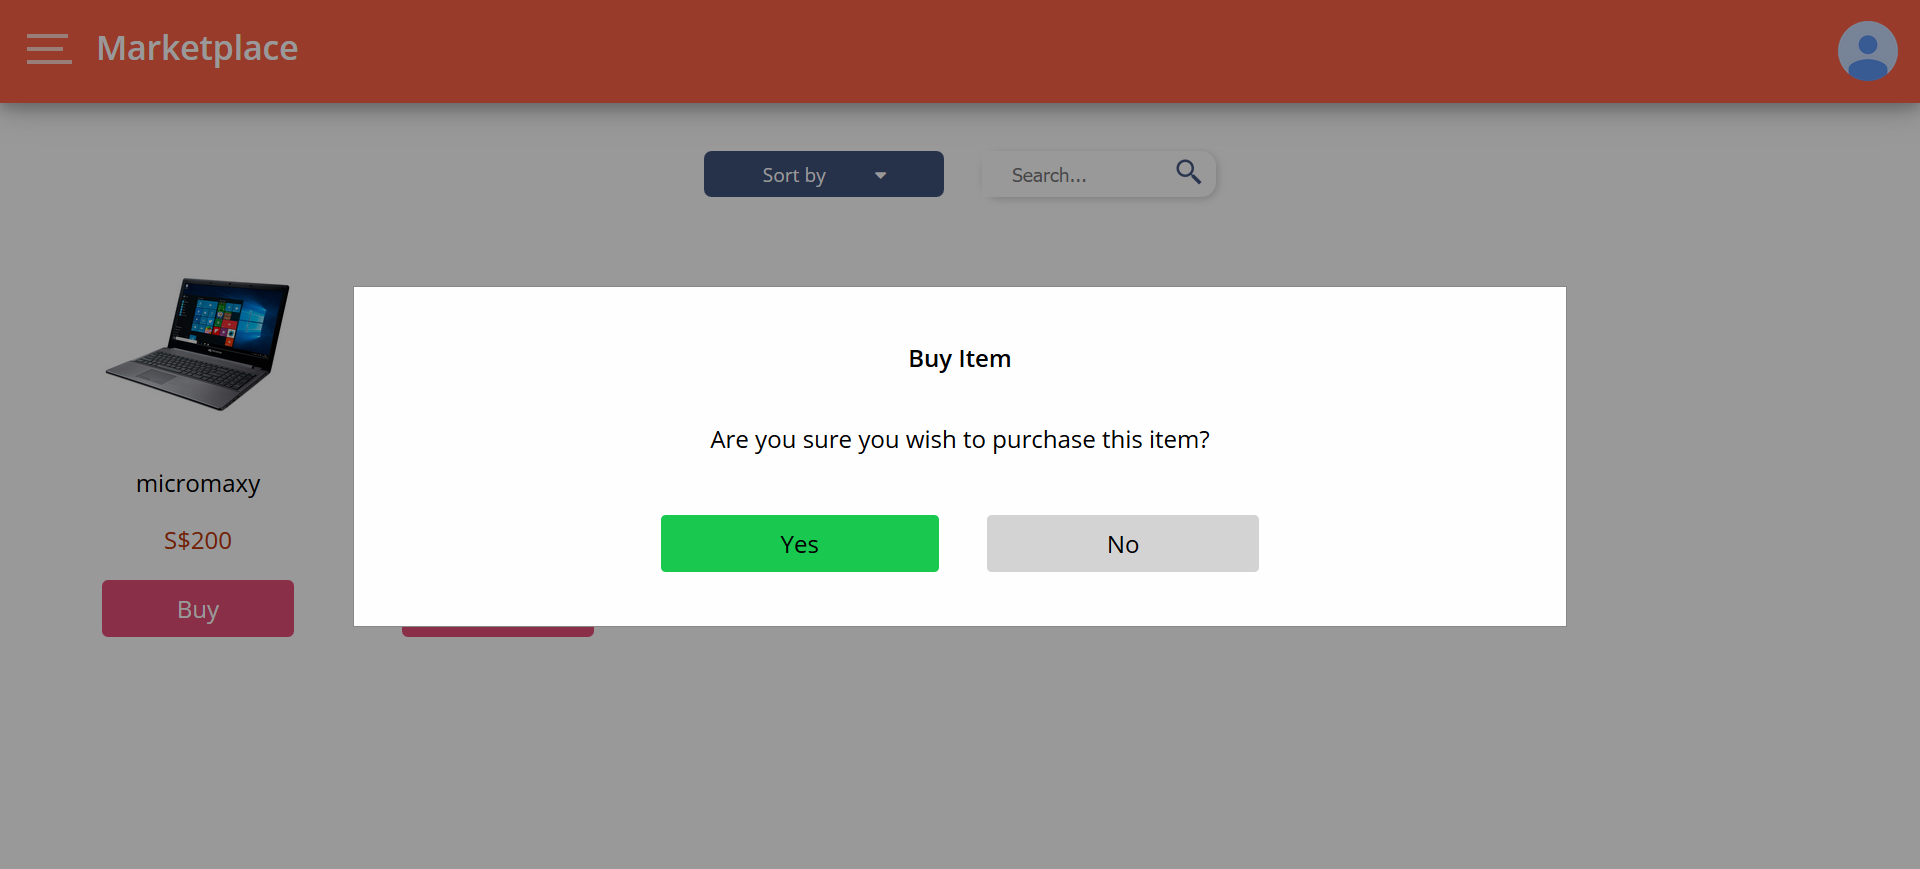 Marketplace
Sort by
Search...
Buy Item
Are you sure you wish to purchase this item?
micromaxy
Yes
No
S$200
Buy